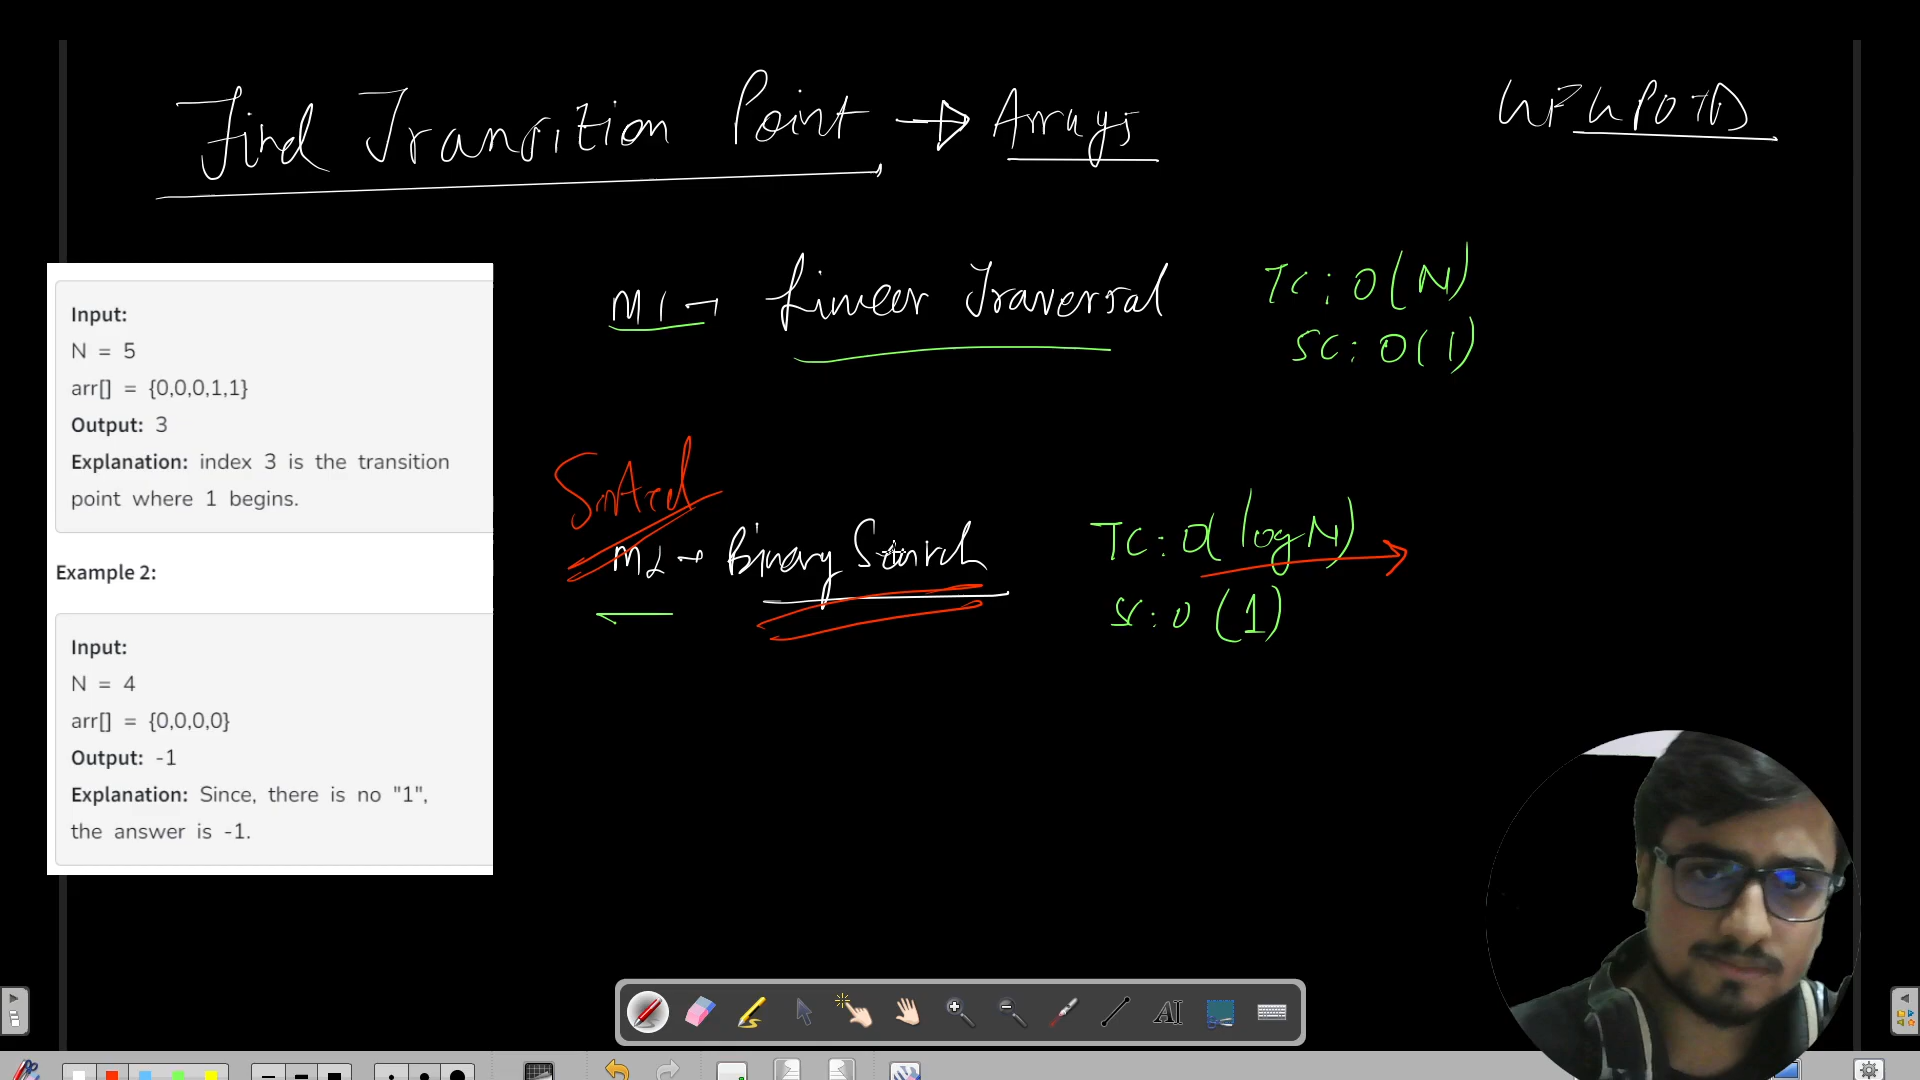 Find Transition Point → Arrays
GFG POTD
Input:
N = 5
arr[] = {0,0,0,1,1}
Output: 3
Explanation: index 3 is the transition
point where 1 begins.
Example 2:
Input:
N = 4
arr[] = {0,0,0,0}
Output: -1
Explanation: Since, there is no "1",
the answer is -1.
M1 → Linear Traversal
TC: O(N)
SC: O(1)
Sorted
M2 → Binary Search
TC: O(logN)
SC: O(1)
AI